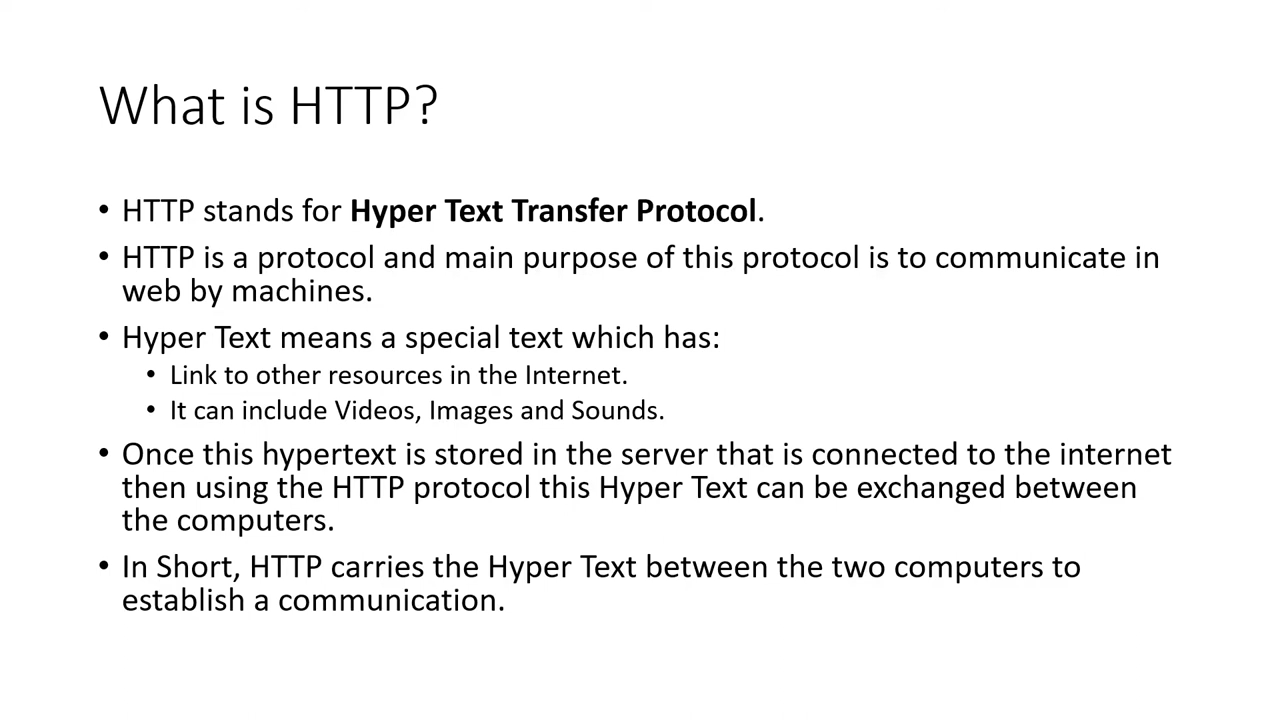 What is HTTP?
• HTTP stands for Hyper Text Transfer Protocol.
• HTTP is a protocol and main purpose of this protocol is to communicate in
web by machines.
• Hyper Text means a special text which has:
• Link to other resources in the Internet.
• It can include Videos, Images and Sounds.
• Once this hypertext is stored in the server that is connected to the internet
then using the HTTP protocol this Hyper Text can be exchanged between
the computers.
• In Short, HTTP carries the Hyper Text between the two computers to
establish a communication.